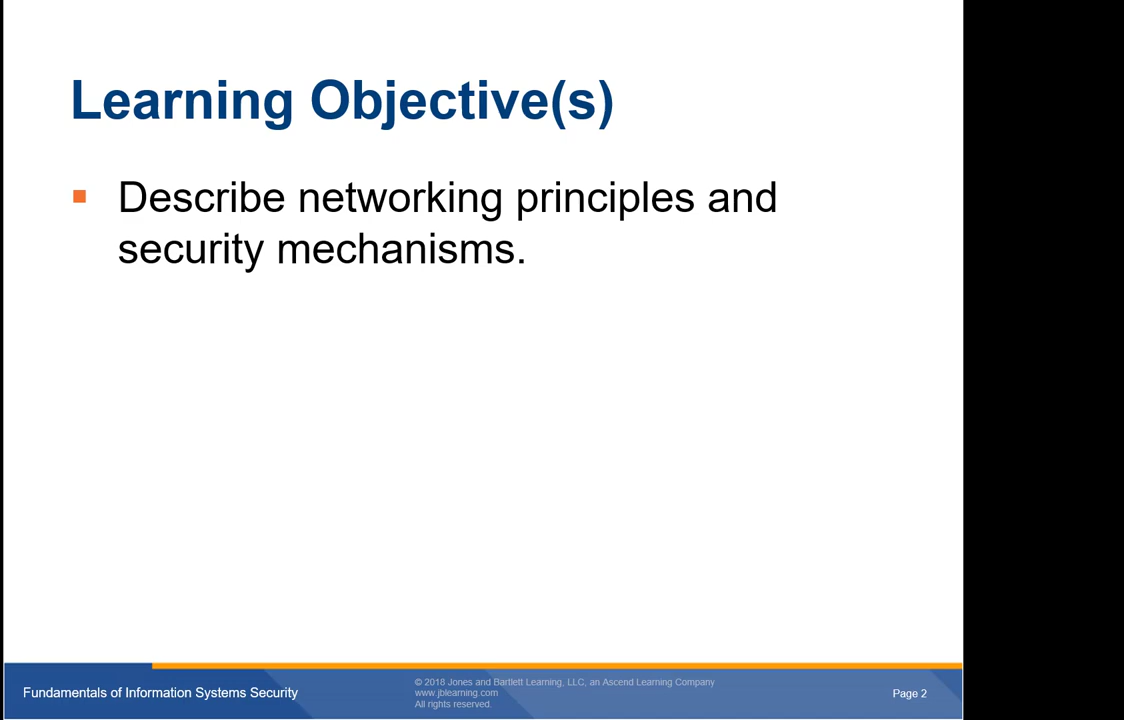 Learning Objective(s)
Describe networking principles and
security mechanisms.
Fundamentals of Information Systems Security
© 2018 Jones and Bartlett Learning, LLC, an Ascend Learning Company
www.jblearning.com
All rights reserved.
Page 2